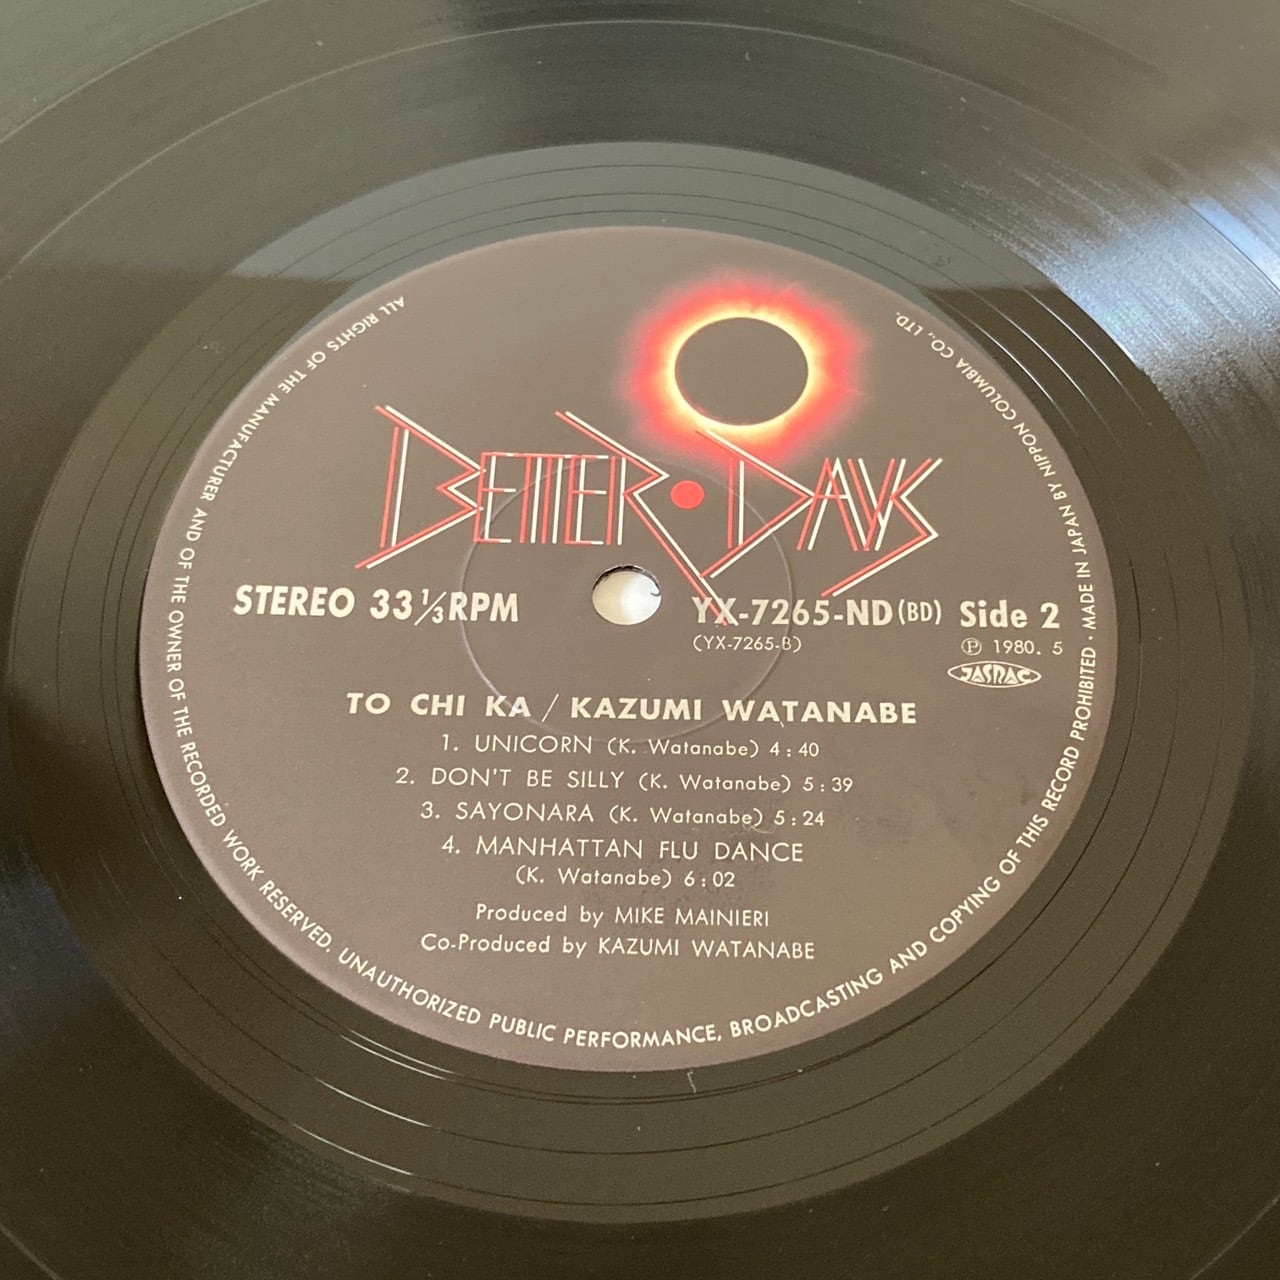 BETTER • DAYS
STEREO 33 1/3 RPM
YX-7265-ND (BD) Side 2
(YX-7265-B)
Ⓟ 1980. 5
JASRAC
TO CHI KA / KAZUMI WATANABE
1. UNICORN (K. Watanabe) 4:40
2. DON'T BE SILLY (K. Watanabe) 5:39
3. SAYONARA (K. Watanabe) 5:24
4. MANHATTAN FLU DANCE
(K. Watanabe) 6:02
Produced by MIKE MAINIERI
Co-Produced by KAZUMI WATANABE
ALL RIGHTS OF THE MANUFACTURER AND OF THE OWNER OF THE RECORDED WORK RESERVED. UNAUTHORIZED PUBLIC PERFORMANCE, BROADCASTING AND COPYING OF THIS RECORD PROHIBITED • MADE IN JAPAN BY NIPPON COLUMBIA CO., LTD.